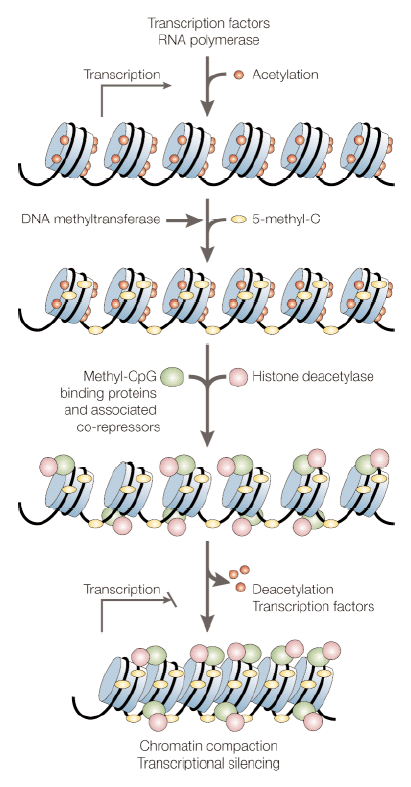 Transcription factors
RNA polymerase
Transcription
Acetylation
DNA methyltransferase
5-methyl-C
Methyl-CpG
binding proteins
and associated
co-repressors
Histone deacetylase
Transcription
Deacetylation
Transcription factors
Chromatin compaction
Transcriptional silencing